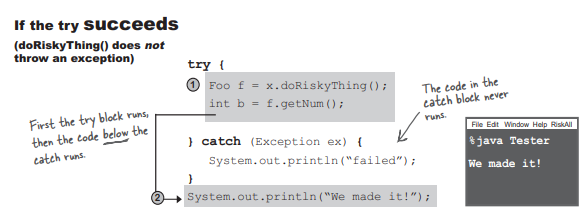 If the try succeeds
(doRiskyThing() does not
throw an exception)
try {
1 Foo f = x.doRiskyThing();
int b = f.getNum();
The code in the
catch block never
runs.
First the try block runs,
then the code below the
catch runs.
} catch (Exception ex) {
System.out.println(“failed”);
}
2 System.out.println(“We made it!”);
File Edit Window Help RiskAll
%java Tester
We made it!